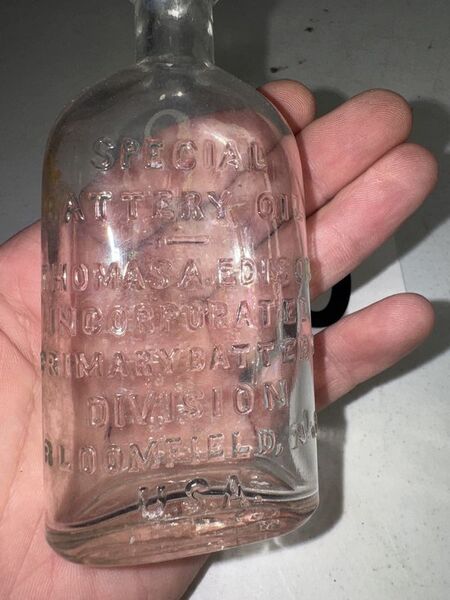 SPECIAL
BATTERY OIL
THOMAS A. EDISON
INCORPORATED
PRIMARY BATTERY
DIVISION
BLOOMFIELD, N.J.
U.S.A.